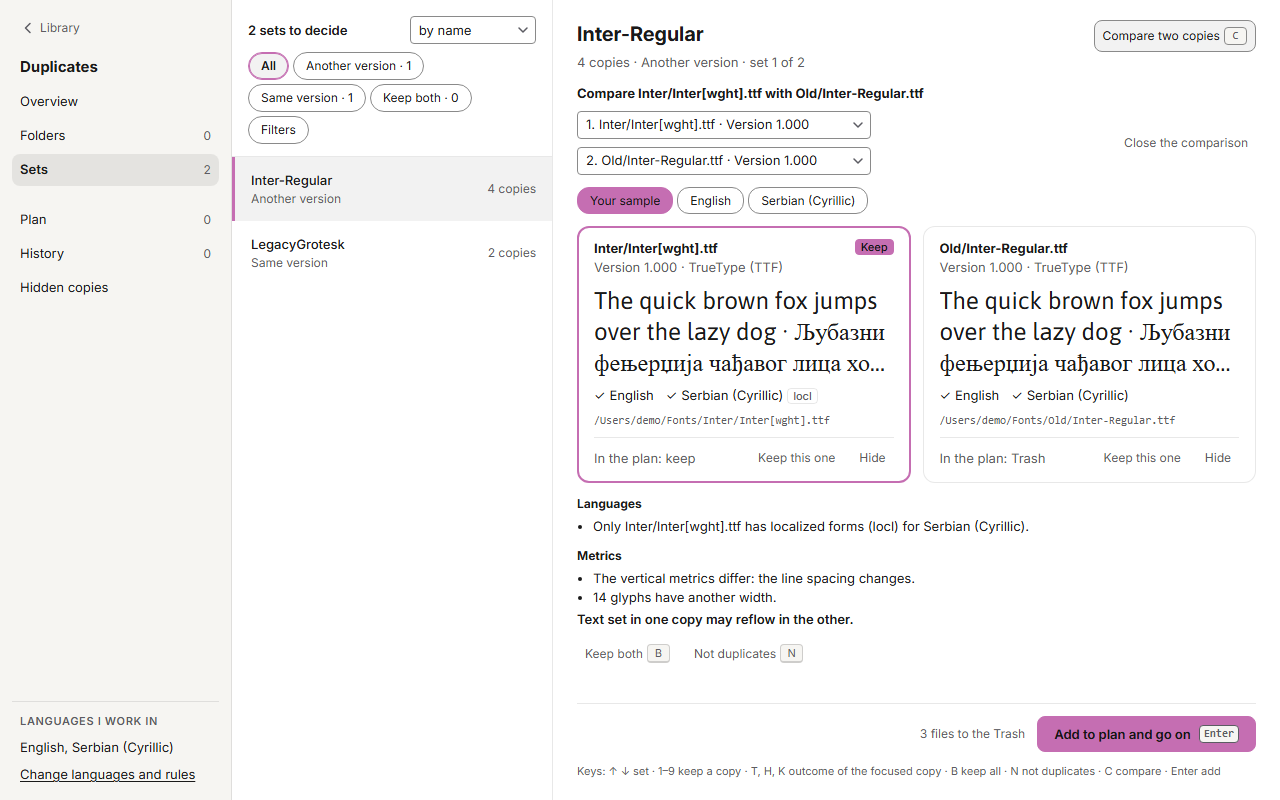 Library
Duplicates
Overview
Folders 0
Sets 2
Plan 0
History 0
Hidden copies
LANGUAGES I WORK IN
English, Serbian (Cyrillic)
Change languages and rules
2 sets to decide
by name
All
Another version · 1
Same version · 1
Keep both · 0
Filters
Inter-Regular
Another version
4 copies
LegacyGrotesk
Same version
2 copies
Inter-Regular
Compare two copies C
4 copies · Another version · set 1 of 2
Compare Inter/Inter[wght].ttf with Old/Inter-Regular.ttf
1. Inter/Inter[wght].ttf · Version 1.000
2. Old/Inter-Regular.ttf · Version 1.000
Close the comparison
Your sample
English
Serbian (Cyrillic)
Inter/Inter[wght].ttf
Keep
Version 1.000 · TrueType (TTF)
The quick brown fox jumps
over the lazy dog · Љубазни
фењерџија чађавог лица хо...
✓ English ✓ Serbian (Cyrillic) locl
/Users/demo/Fonts/Inter/Inter[wght].ttf
In the plan: keep
Keep this one
Hide
Old/Inter-Regular.ttf
Version 1.000 · TrueType (TTF)
The quick brown fox jumps
over the lazy dog · Љубазни
фењерџија чађавог лица хо...
✓ English ✓ Serbian (Cyrillic)
/Users/demo/Fonts/Old/Inter-Regular.ttf
In the plan: Trash
Keep this one
Hide
Languages
• Only Inter/Inter[wght].ttf has localized forms (locl) for Serbian (Cyrillic).
Metrics
• The vertical metrics differ: the line spacing changes.
• 14 glyphs have another width.
Text set in one copy may reflow in the other.
Keep both B
Not duplicates N
3 files to the Trash
Add to plan and go on Enter
Keys: ↑ ↓ set · 1–9 keep a copy · T, H, K outcome of the focused copy · B keep all · N not duplicates · C compare · Enter add